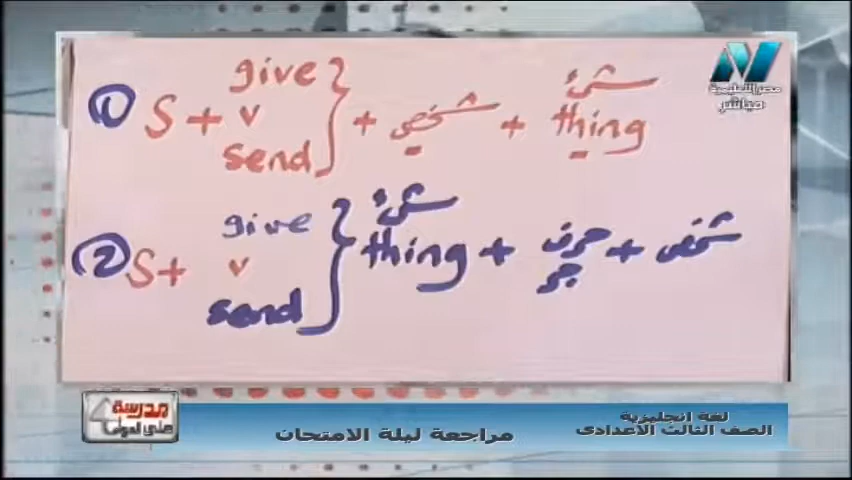 ① S + give v send } + شخص + شئ thing
② S + give v send } شئ thing + حرف جر + شخص
مصر التعليمية
مباشر
مدرسة
على الهوا
لغة انجليزية
الصف الثالث الاعدادى
مراجعة ليلة الامتحان